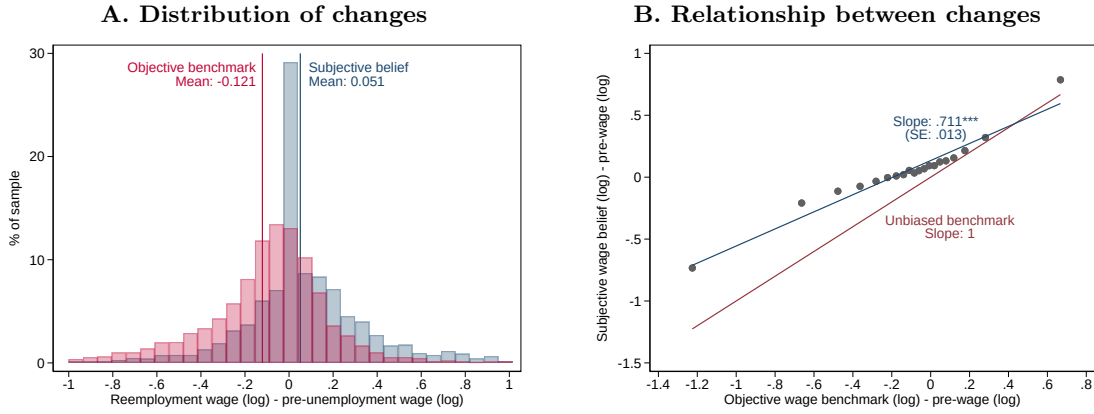 A. Distribution of changes
% of sample
30
20
10
0
Objective benchmark
Mean: -0.121
Subjective belief
Mean: 0.051
-1 -.8 -.6 -.4 -.2 0 .2 .4 .6 .8 1
Reemployment wage (log) - pre-unemployment wage (log)
B. Relationship between changes
Subjective wage belief (log) - pre-wage (log)
1
.5
0
-.5
-1
-1.5
Slope: .711***
(SE: .013)
Unbiased benchmark
Slope: 1
-1.4 -1 -.8 -.6 -.4 -.2 0 .2 .4 .6 .8
Objective wage benchmark (log) - pre-wage (log)